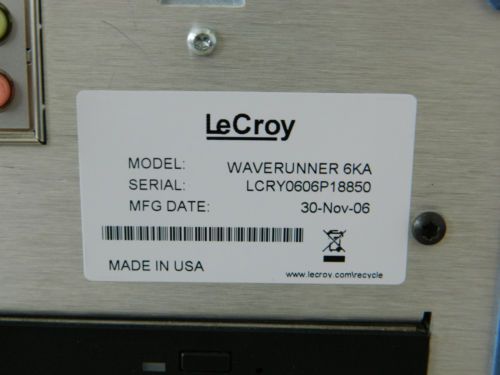 LeCroy
MODEL: WAVERUNNER 6KA
SERIAL: LCRY0606P18850
MFG DATE: 30-Nov-06
MADE IN USA
www.lecroy.com\recycle